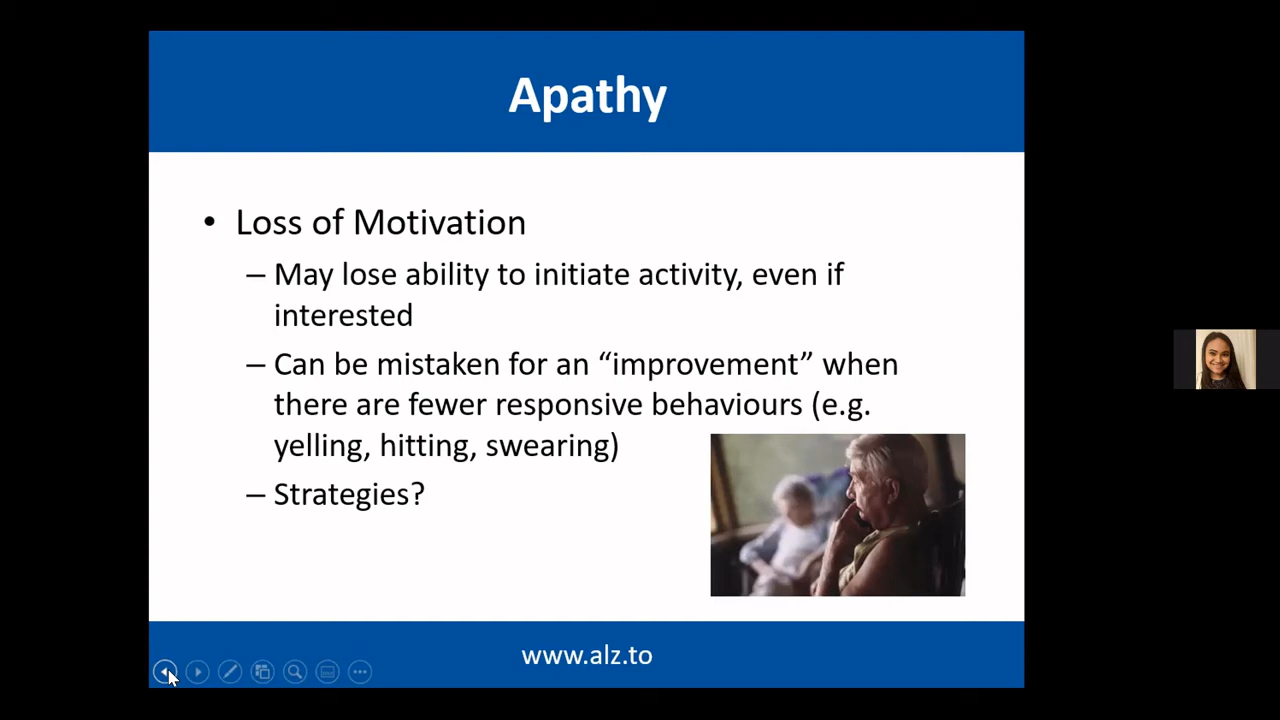 Apathy
• Loss of Motivation
– May lose ability to initiate activity, even if
interested
– Can be mistaken for an “improvement” when
there are fewer responsive behaviours (e.g.
yelling, hitting, swearing)
– Strategies?
www.alz.to